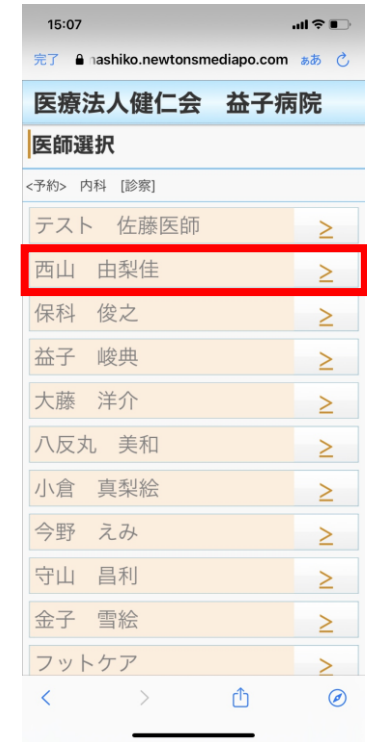 15:07
完了 mashiko.newtonsmediapo.com ああ
医療法人健仁会　益子病院
医師選択
<予約> 内科 [診察]
テスト　佐藤医師 ≥
西山　由梨佳 ≥
保科　俊之 ≥
益子　峻典 ≥
大藤　洋介 ≥
八反丸　美和 ≥
小倉　真梨絵 ≥
今野　えみ ≥
守山　昌利 ≥
金子　雪絵 ≥
フットケア ≥